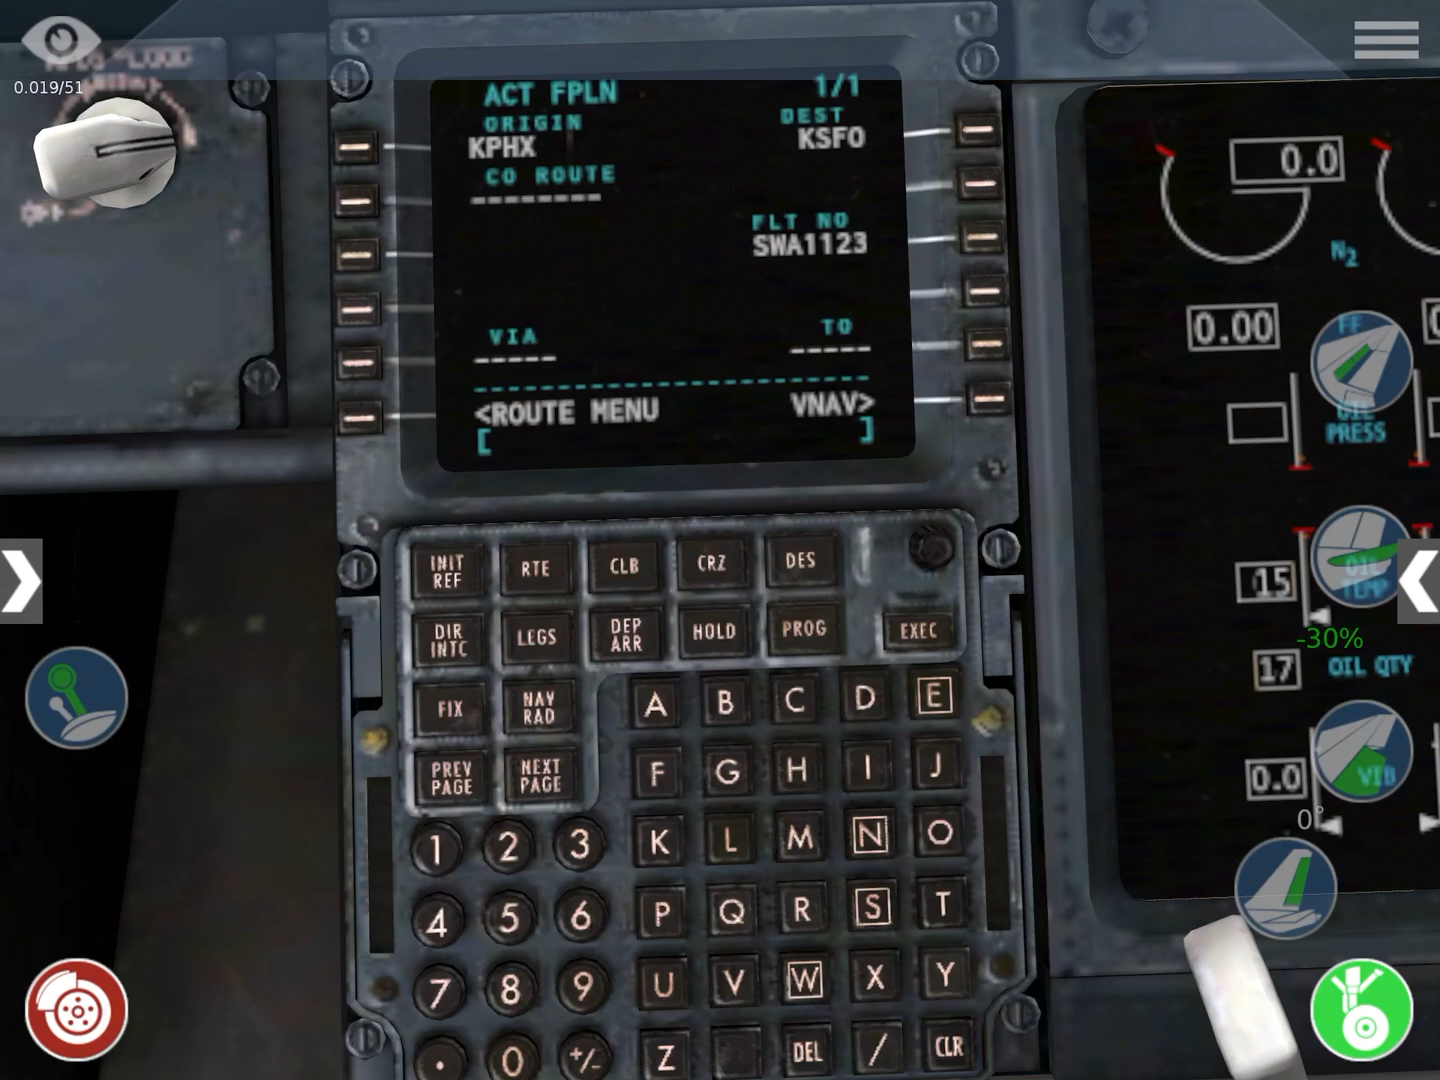 0.019/51
OFF
ACT FPLN 1/1
ORIGIN DEST
KPHX KSFO
CO ROUTE
--------
FLT NO
SWA1123
VIA TO
----- -----
------------------------
<ROUTE MENU VNAV>
[ ]
INIT REF RTE CLB CRZ DES
DIR INTC LEGS DEP ARR HOLD PROG EXEC
FIX NAV RAD A B C D E
PREV PAGE NEXT PAGE F G H I J
1 2 3 K L M N O
4 5 6 P Q R S T
7 8 9 U V W X Y
. 0 +/- Z DEL / CLR
0.0
N2
0.00
FF
OIL
PRESS
15
OIL
TEMP
-30%
17 OIL QTY
0.0 VIB
0°